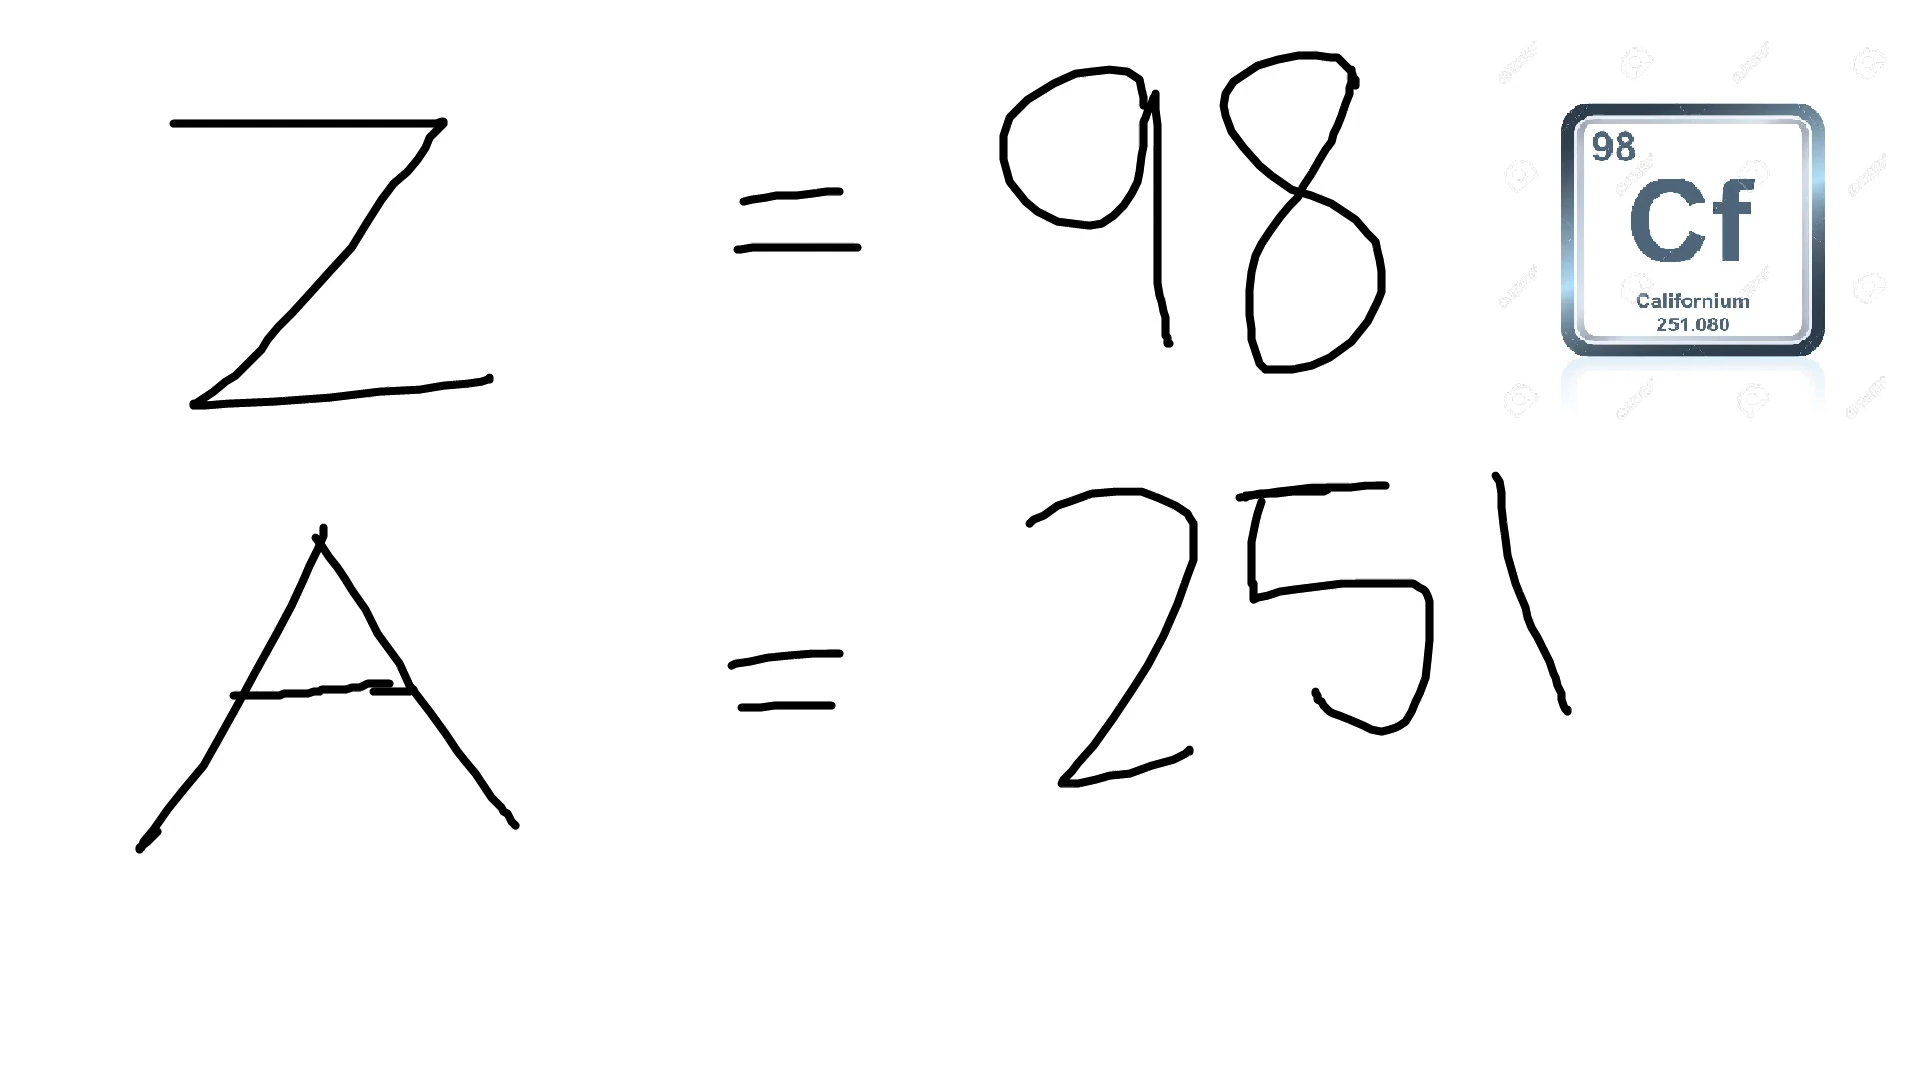 Z = 98
98
Cf
Californium
251.080
A = 251